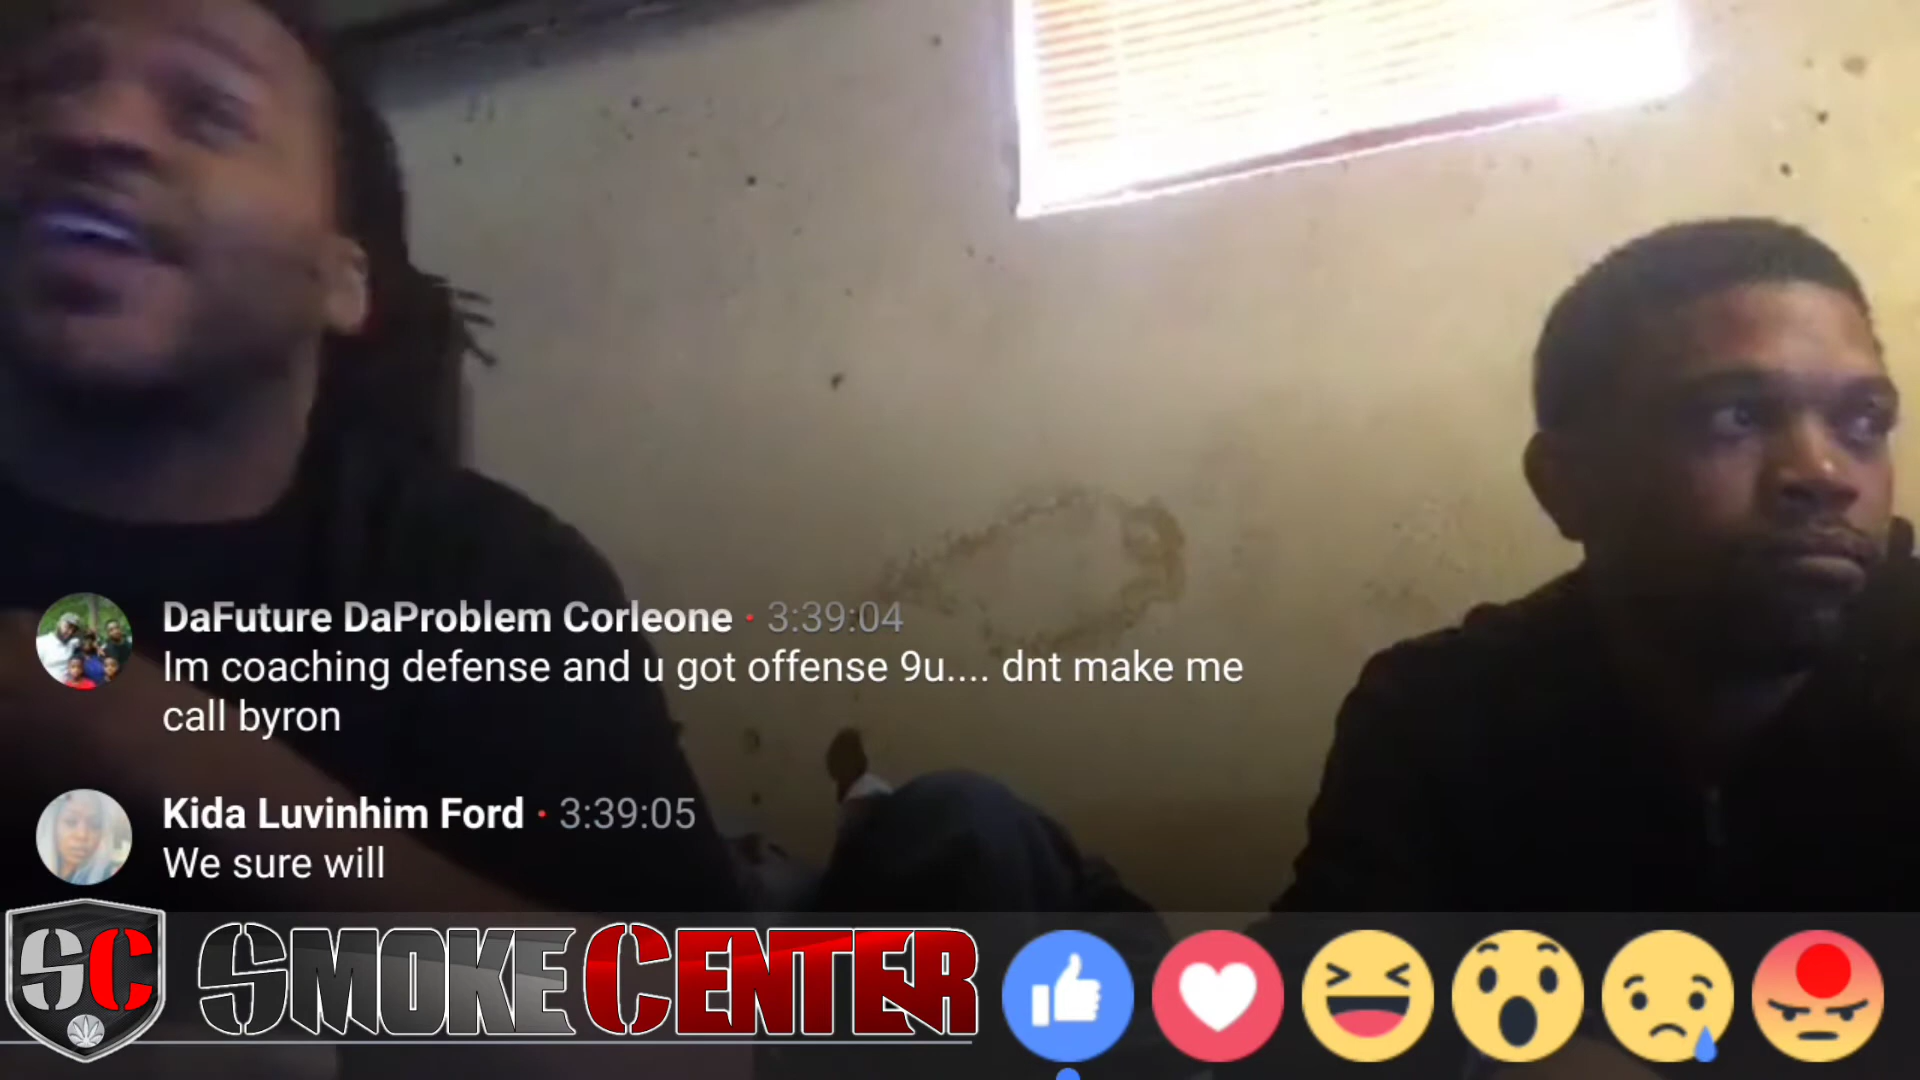 DaFuture DaProblem Corleone · 3:39:04
Im coaching defense and u got offense 9u.... dnt make me
call byron
Kida Luvinhim Ford · 3:39:05
We sure will
SC SMOKE CENTER